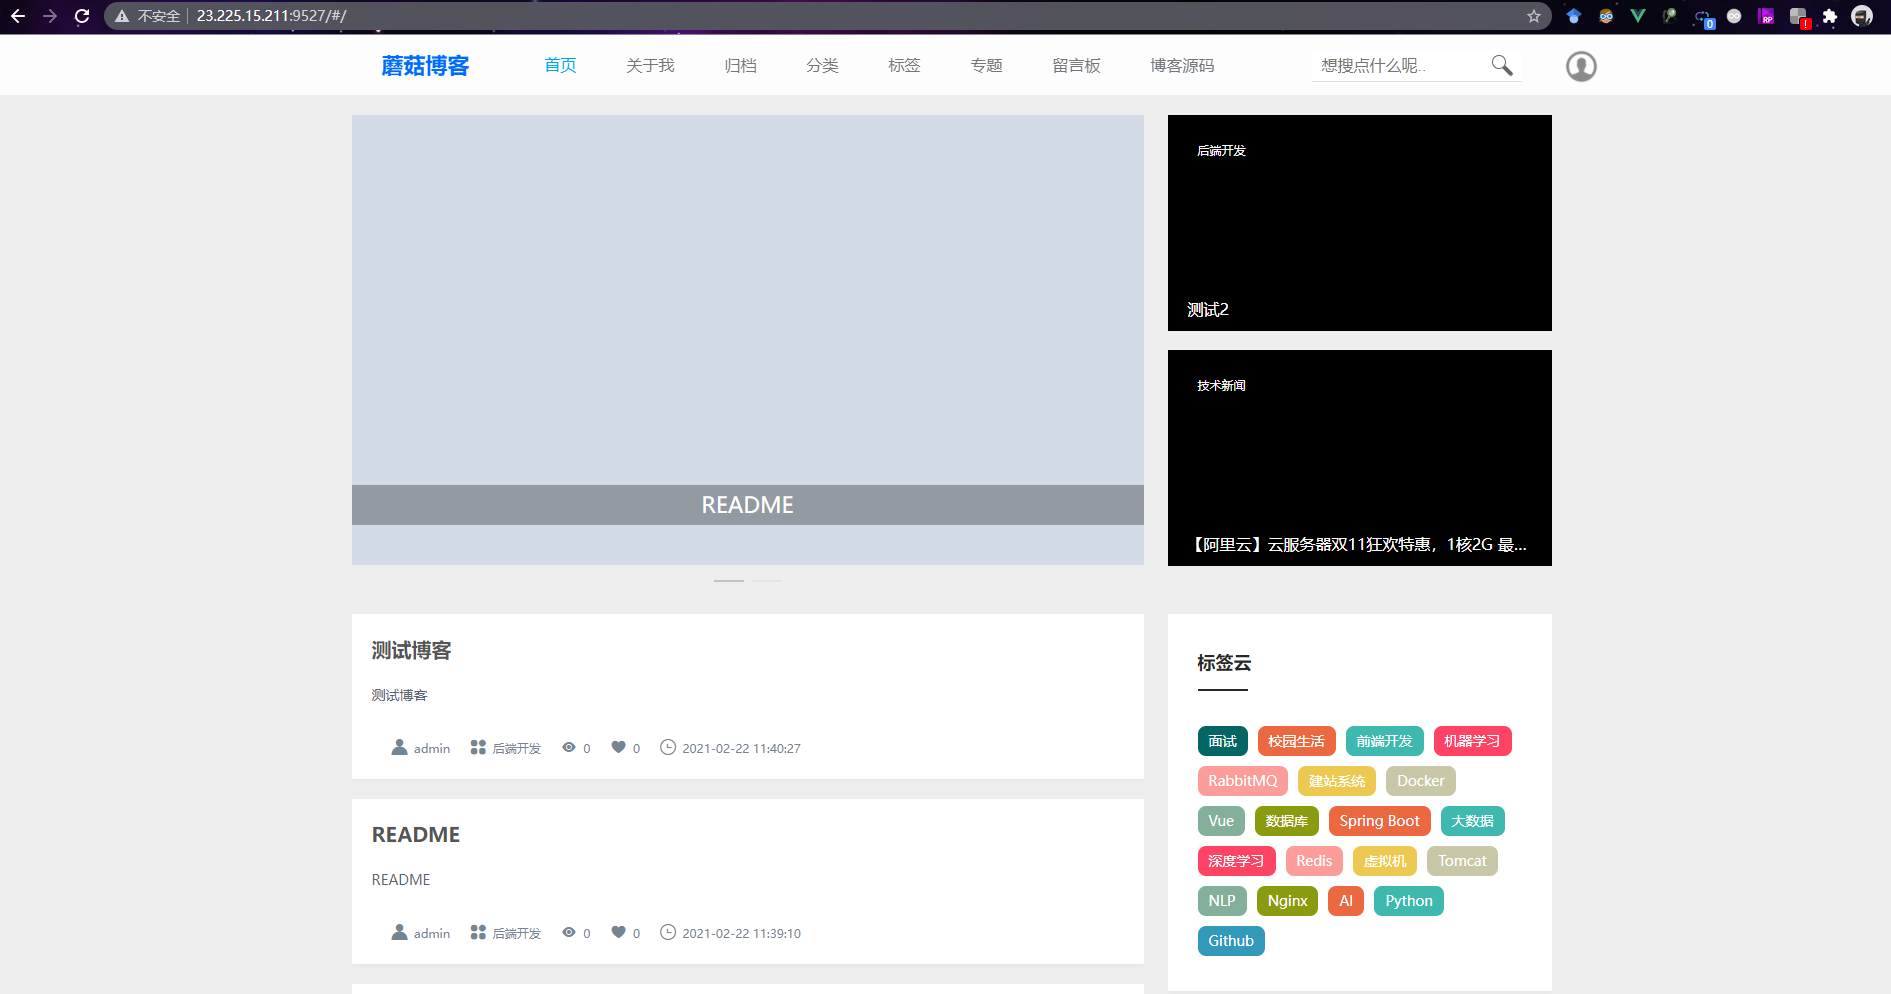 不安全 23.225.15.211:9527/#/
0
RP
!
蘑菇博客 首页 关于我 归档 分类 标签 专题 留言板 博客源码 想搜点什么呢..
README
后端开发
测试2
技术新闻
【阿里云】云服务器双11狂欢特惠，1核2G 最...
测试博客
测试博客
admin 后端开发 0 0 2021-02-22 11:40:27
README
README
admin 后端开发 0 0 2021-02-22 11:39:10
标签云
面试 校园生活 前端开发 机器学习
RabbitMQ 建站系统 Docker
Vue 数据库 Spring Boot 大数据
深度学习 Redis 虚拟机 Tomcat
NLP Nginx AI Python
Github